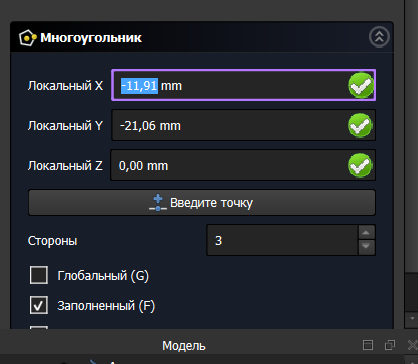 Многоугольник
Локальный X -11,91 mm
Локальный Y -21,06 mm
Локальный Z 0,00 mm
Введите точку
Стороны 3
Глобальный (G)
Заполненный (F)
Модель